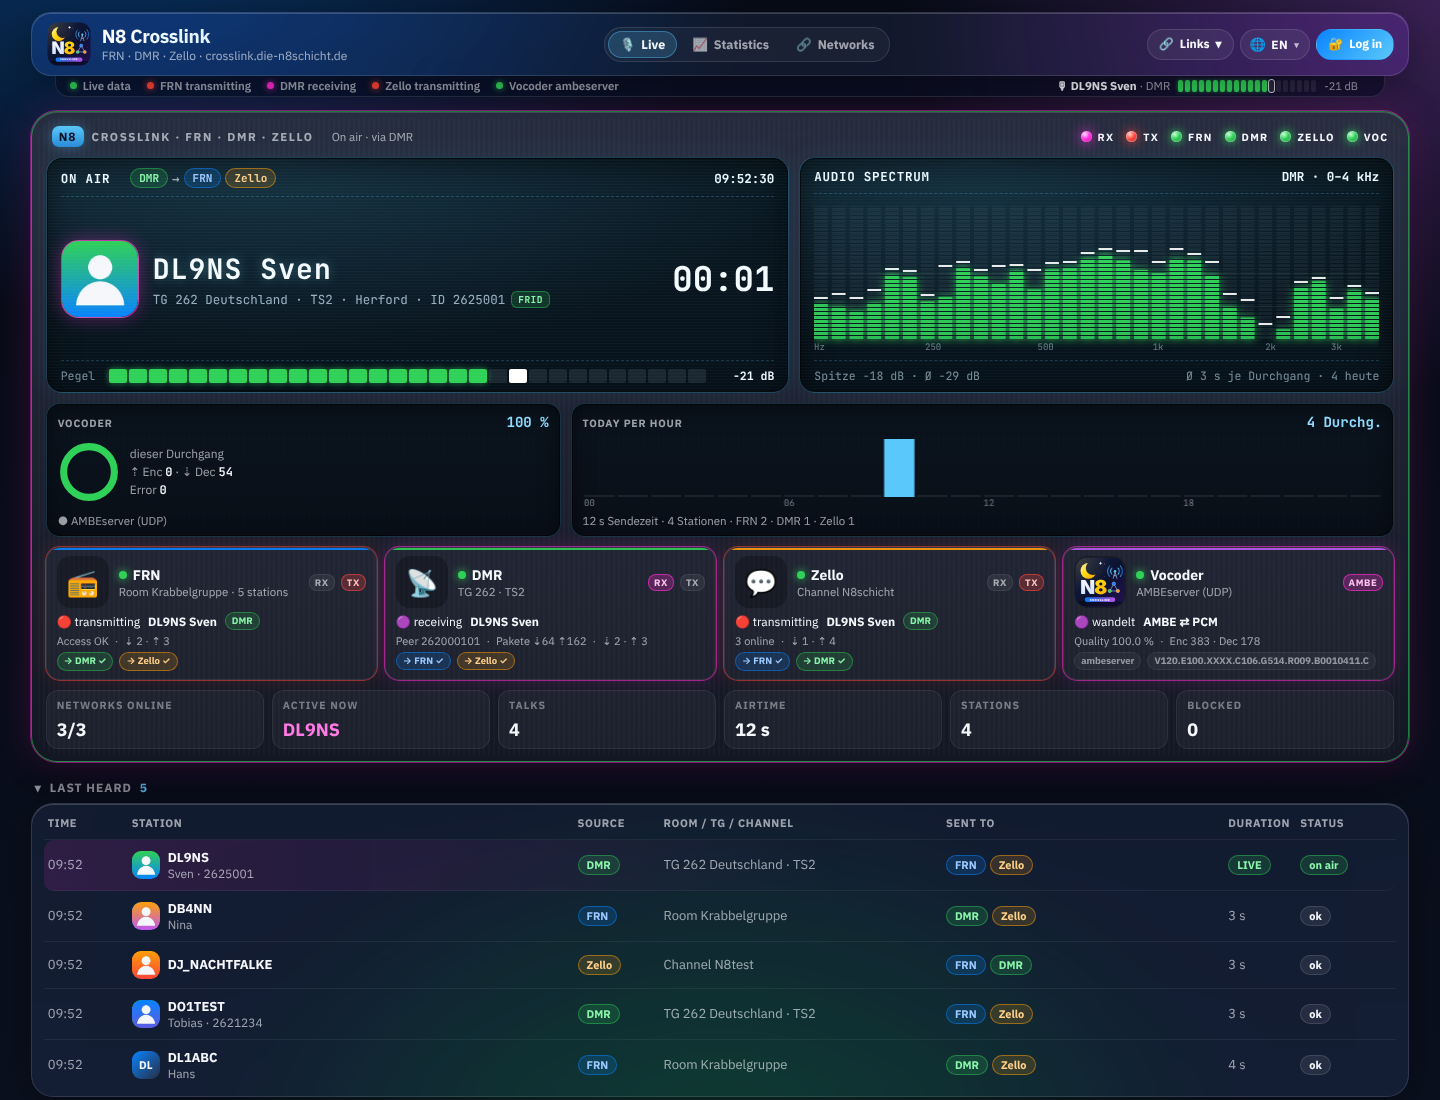 N8 Crosslink
FRN · DMR · Zello · crosslink.die-n8schicht.de
Live
Statistics
Networks
Links ▾
EN ▾
Log in
Live data
FRN transmitting
DMR receiving
Zello transmitting
Vocoder ambeserver
DL9NS Sven · DMR
-21 dB
N8 CROSSLINK · FRN · DMR · ZELLO On air · via DMR
RX TX FRN DMR ZELLO VOC
ON AIR DMR → FRN Zello 09:52:30
DL9NS Sven
00:01
TG 262 Deutschland · TS2 · Herford · ID 2625001 FRID
Pegel -21 dB
AUDIO SPECTRUM DMR · 0–4 kHz
Hz 250 500 1k 2k 3k
Spitze -18 dB · Ø -29 dB Ø 3 s je Durchgang · 4 heute
VOCODER 100 %
dieser Durchgang
↑ Enc 0 · ↓ Dec 54
Error 0
AMBEserver (UDP)
TODAY PER HOUR 4 Durchg.
00 06 12 18
12 s Sendezeit · 4 Stationen · FRN 2 · DMR 1 · Zello 1
FRN
Room Krabbelgruppe · 5 stations
RX TX
transmitting DL9NS Sven DMR
Access OK · ↓ 2 · ↑ 3
→ DMR ✓ → Zello ✓
DMR
TG 262 · TS2
RX TX
receiving DL9NS Sven
Peer 262000101 · Pakete ↓64 ↑162 · ↓ 2 · ↑ 3
→ FRN ✓ → Zello ✓
Zello
Channel N8schicht
RX TX
transmitting DL9NS Sven DMR
3 online · ↓ 1 · ↑ 4
→ FRN ✓ → DMR ✓
N8
Vocoder
AMBEserver (UDP)
AMBE
wandelt AMBE ⇄ PCM
Quality 100.0 % · Enc 383 · Dec 178
ambeserver V120.E100.XXXX.C106.G514.R009.B0010411.C
NETWORKS ONLINE
3/3
ACTIVE NOW
DL9NS
TALKS
4
AIRTIME
12 s
STATIONS
4
BLOCKED
0
▼ LAST HEARD 5
TIME STATION SOURCE ROOM / TG / CHANNEL SENT TO DURATION STATUS
09:52 DL9NS DMR TG 262 Deutschland · TS2 FRN Zello LIVE on air
Sven · 2625001
09:52 DB4NN FRN Room Krabbelgruppe DMR Zello 3 s ok
Nina
09:52 DJ_NACHTFALKE Zello Channel N8test FRN DMR 3 s ok
09:52 DO1TEST DMR TG 262 Deutschland · TS2 FRN Zello 3 s ok
Tobias · 2621234
09:52 DL DL1ABC FRN Room Krabbelgruppe DMR Zello 4 s ok
Hans